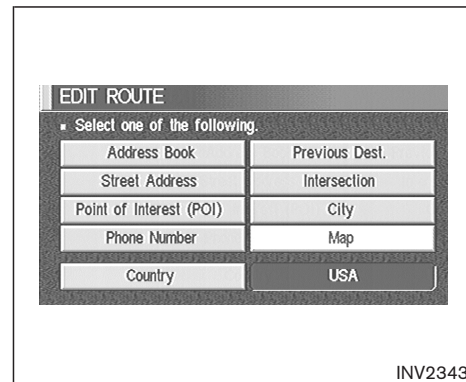 EDIT ROUTE
Select one of the following.
Address Book Previous Dest.
Street Address Intersection
Point of Interest (POI) City
Phone Number Map
Country USA
INV2343